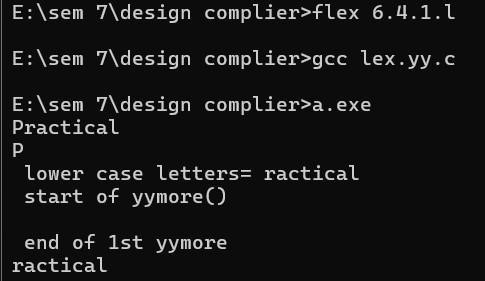 E:\sem 7\design complier>flex 6.4.1.l
E:\sem 7\design complier>gcc lex.yy.c
E:\sem 7\design complier>a.exe
Practical
P
lower case letters= ractical
start of yymore()
end of 1st yymore
ractical